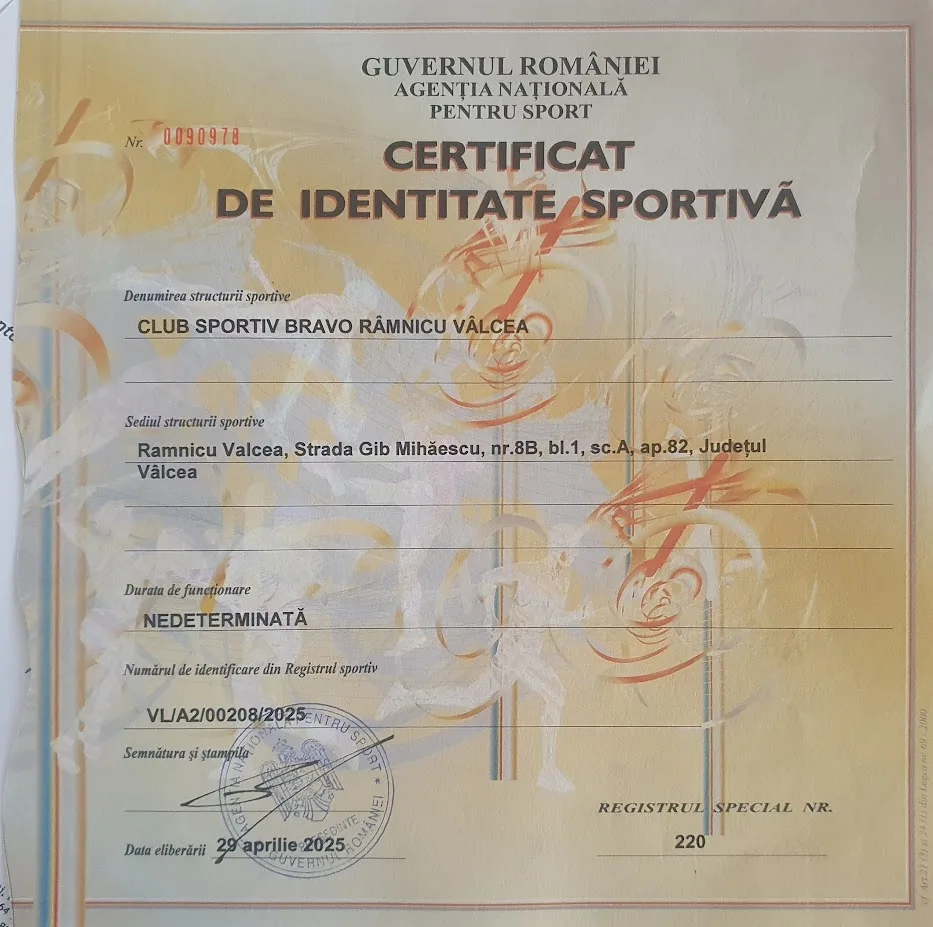 GUVERNUL ROMÂNIEI
AGENȚIA NAȚIONALĂ
PENTRU SPORT
Nr. 0090978
CERTIFICAT
DE IDENTITATE SPORTIVĂ
Denumirea structurii sportive
CLUB SPORTIV BRAVO RÂMNICU VÂLCEA
Sediul structurii sportive
Ramnicu Valcea, Strada Gib Mihăescu, nr.8B, bl.1, sc.A, ap.82, Județul
Vâlcea
Durata de funcționare
NEDETERMINATĂ
Numărul de identificare din Registrul sportiv
VL/A2/00208/2025
Semnătura și ștampila
AGENȚIA NAȚIONALĂ PENTRU SPORT
PREȘEDINTE
GUVERNUL ROMÂNIEI
REGISTRUL SPECIAL NR.
220
Data eliberării 29 aprilie 2025